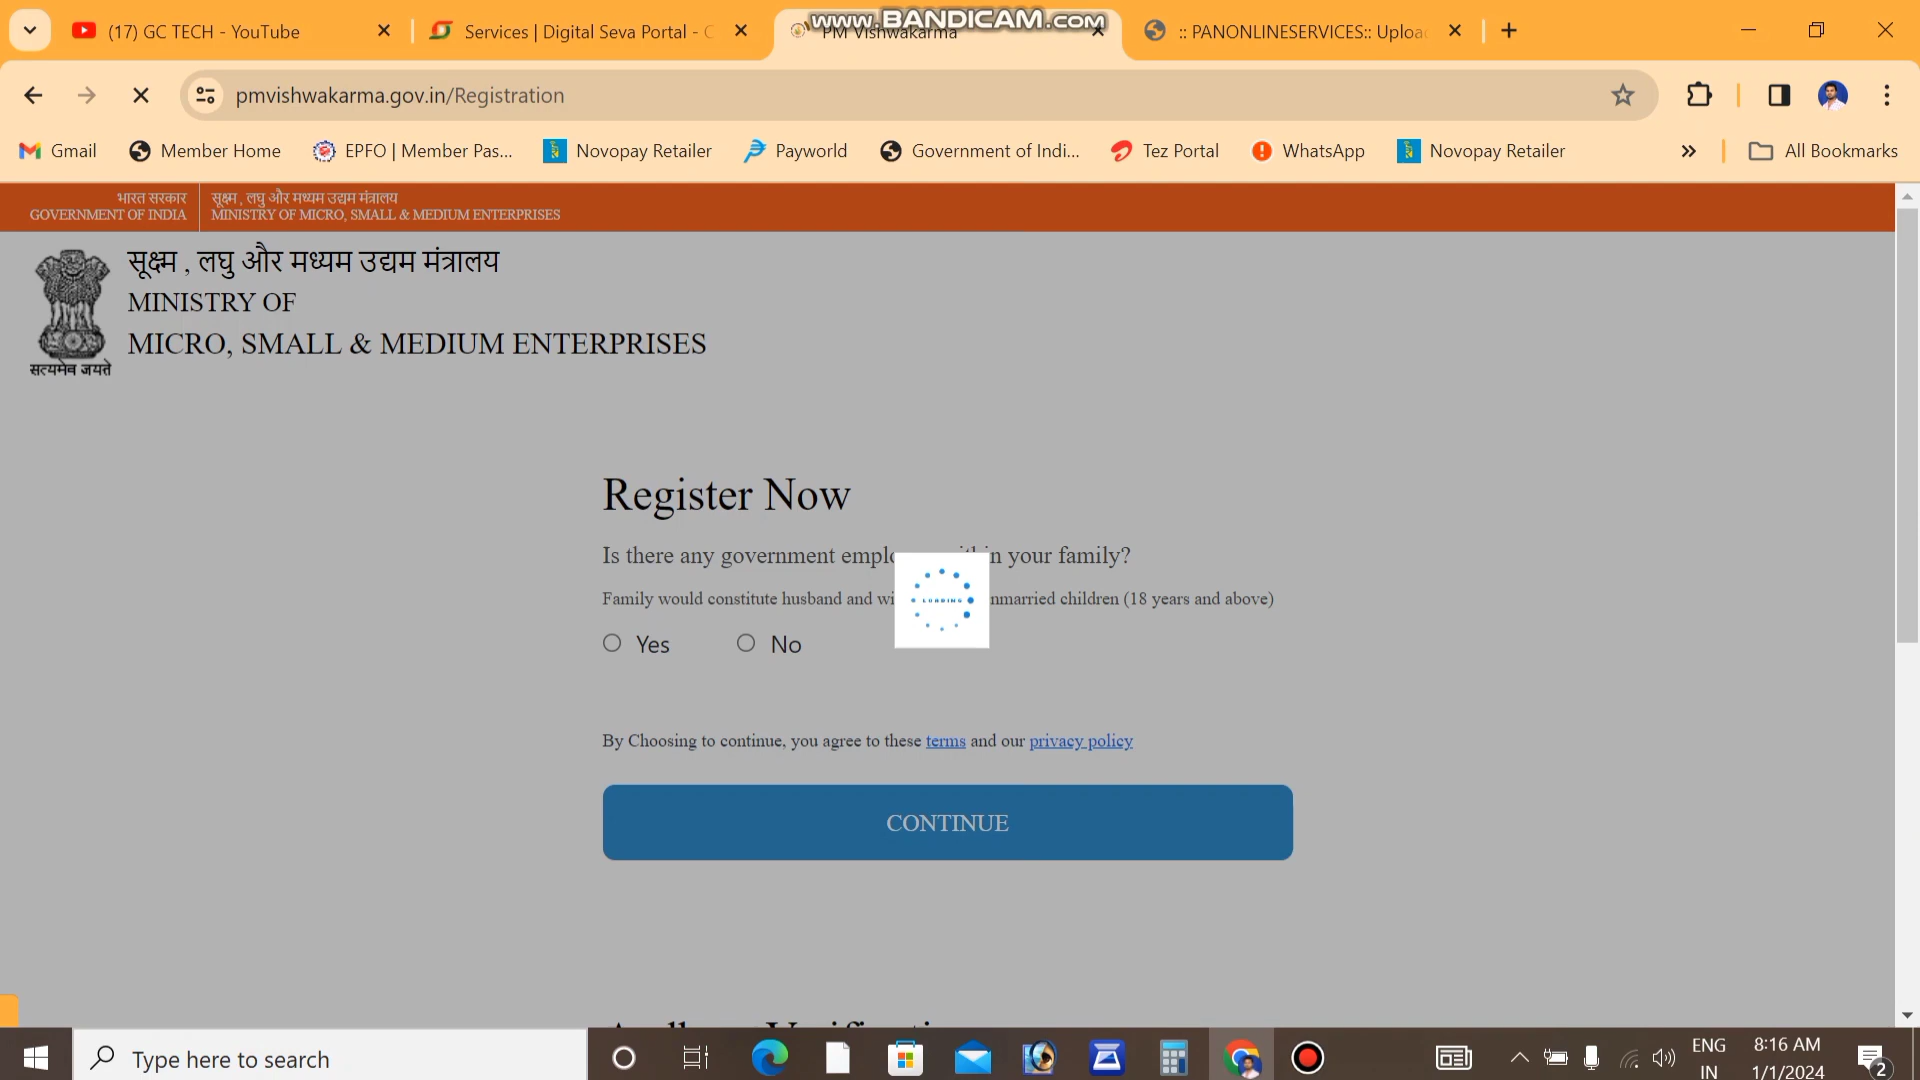 www.BANDICAM.com
(17) GC TECH - YouTube
Services | Digital Seva Portal - C
PM Vishwakarma
:: PANONLINESERVICES:: Uploa
pmvishwakarma.gov.in/Registration
Gmail
Member Home
EPFO | Member Pas...
Novopay Retailer
Payworld
Government of Indi...
Tez Portal
WhatsApp
Novopay Retailer
All Bookmarks
भारत सरकार
GOVERNMENT OF INDIA
सूक्ष्म , लघु और मध्यम उद्यम मंत्रालय
MINISTRY OF MICRO, SMALL & MEDIUM ENTERPRISES
सत्यमेव जयते
सूक्ष्म , लघु और मध्यम उद्यम मंत्रालय
MINISTRY OF
MICRO, SMALL & MEDIUM ENTERPRISES
Register Now
Is there any government your family?
Family would constitute husband and children (18 years and above)
LOADING
Yes
No
By Choosing to continue, you agree to these terms and our privacy policy
CONTINUE
Type here to search
ENG
IN
8:16 AM
1/1/2024
2